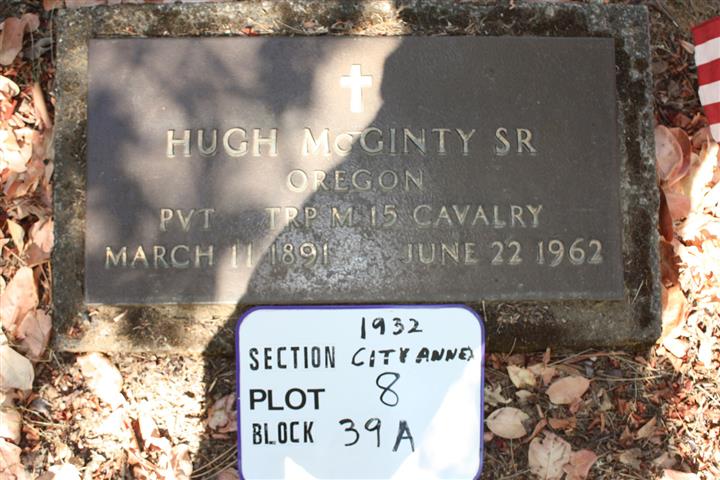 HUGH McGINTY SR
OREGON
PVT TRP M 15 CAVALRY
MARCH 11 1891 JUNE 22 1962
1932
SECTION CITY ANNEX
PLOT 8
BLOCK 39A